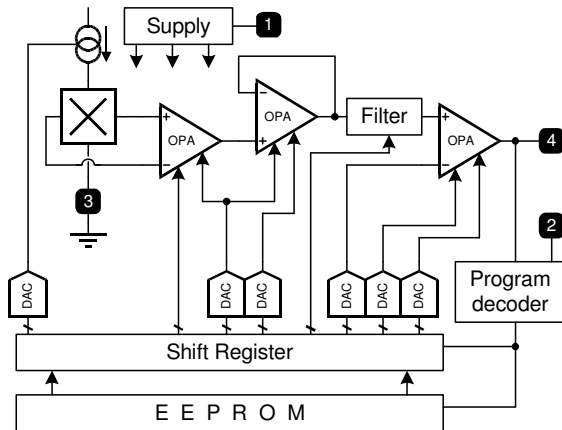 Supply
1
OPA
−
+
+
−
OPA
Filter
+
−
OPA
4
3
2
DAC
DAC
DAC
DAC
DAC
DAC
Program
decoder
Shift Register
E E P R O M